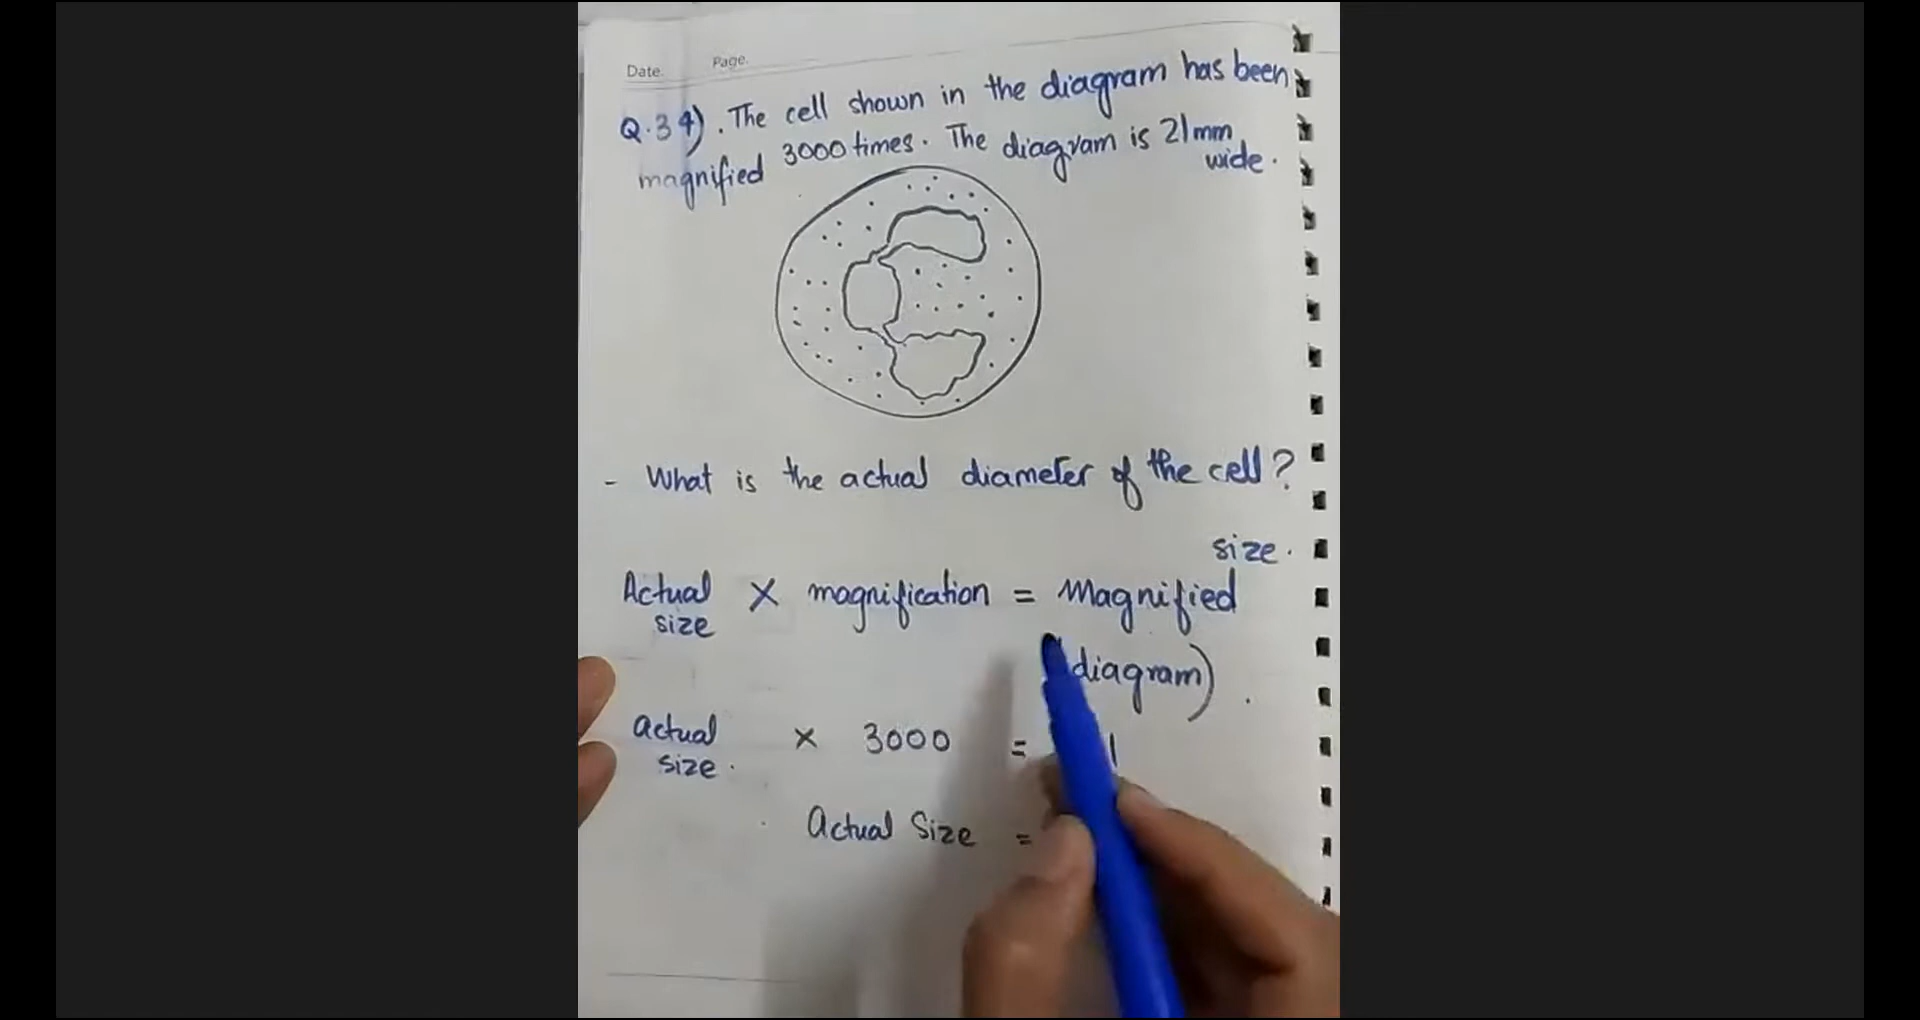 Date. Page.
Q.34). The cell shown in the diagram has been
magnified 3000 times. The diagram is 21mm
wide.
- What is the actual diameter of the cell?
size.
Actual × magnification = Magnified
size
diagram).
actual × 3000 =
size.
Actual Size =